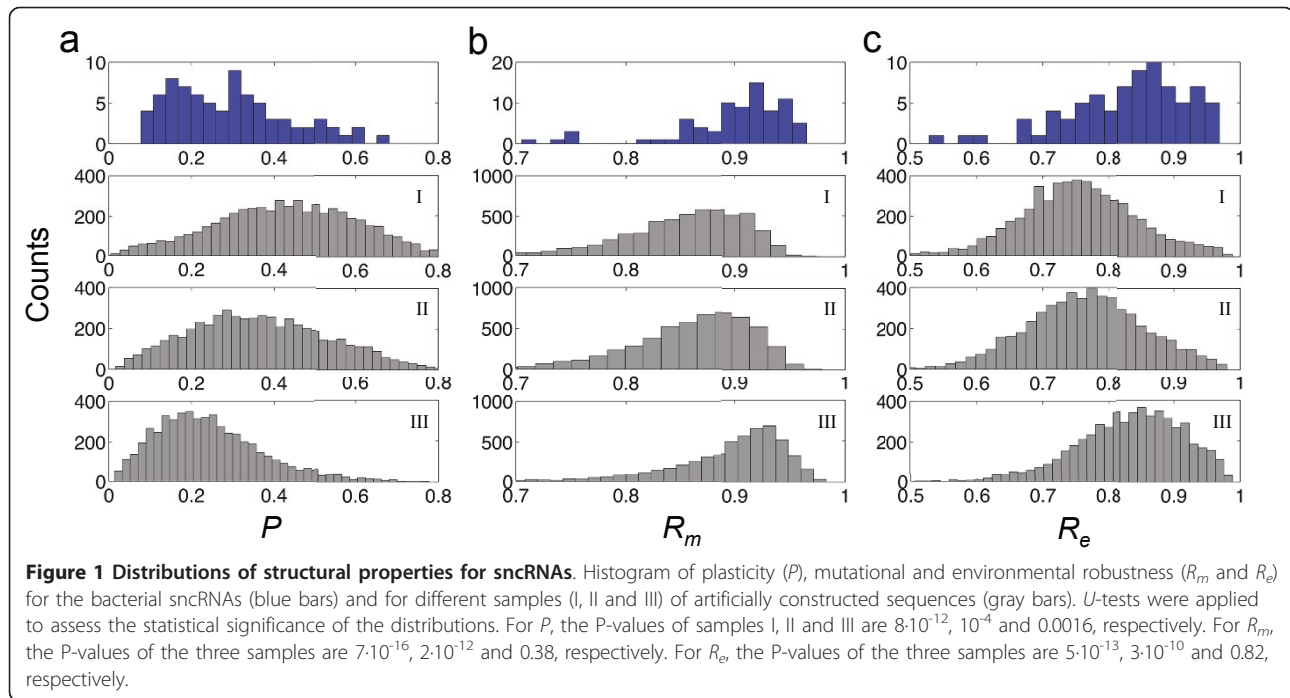 a
b
c
10
5
0
0 0.2 0.4 0.6 0.8
20
10
0
0.7 0.8 0.9 1
10
5
0
0.5 0.6 0.7 0.8 0.9 1
Counts
400
200
0
I
0 0.2 0.4 0.6 0.8
1000
500
0
I
0.7 0.8 0.9 1
400
200
0
I
0.5 0.6 0.7 0.8 0.9 1
400
200
0
II
0 0.2 0.4 0.6 0.8
1000
500
0
II
0.7 0.8 0.9 1
400
200
0
II
0.5 0.6 0.7 0.8 0.9 1
400
200
0
III
0 0.2 0.4 0.6 0.8
1000
500
0
III
0.7 0.8 0.9 1
400
200
0
III
0.5 0.6 0.7 0.8 0.9 1
P
Rm
Re
Figure 1 Distributions of structural properties for sncRNAs. Histogram of plasticity (P), mutational and environmental robustness (Rm and Re)
for the bacterial sncRNAs (blue bars) and for different samples (I, II and III) of artificially constructed sequences (gray bars). U-tests were applied
to assess the statistical significance of the distributions. For P, the P-values of samples I, II and III are 8·10⁻¹², 10⁻⁴ and 0.0016, respectively. For Rm,
the P-values of the three samples are 7·10⁻¹⁶, 2·10⁻¹² and 0.38, respectively. For Re, the P-values of the three samples are 5·10⁻¹³, 3·10⁻¹⁰ and 0.82,
respectively.